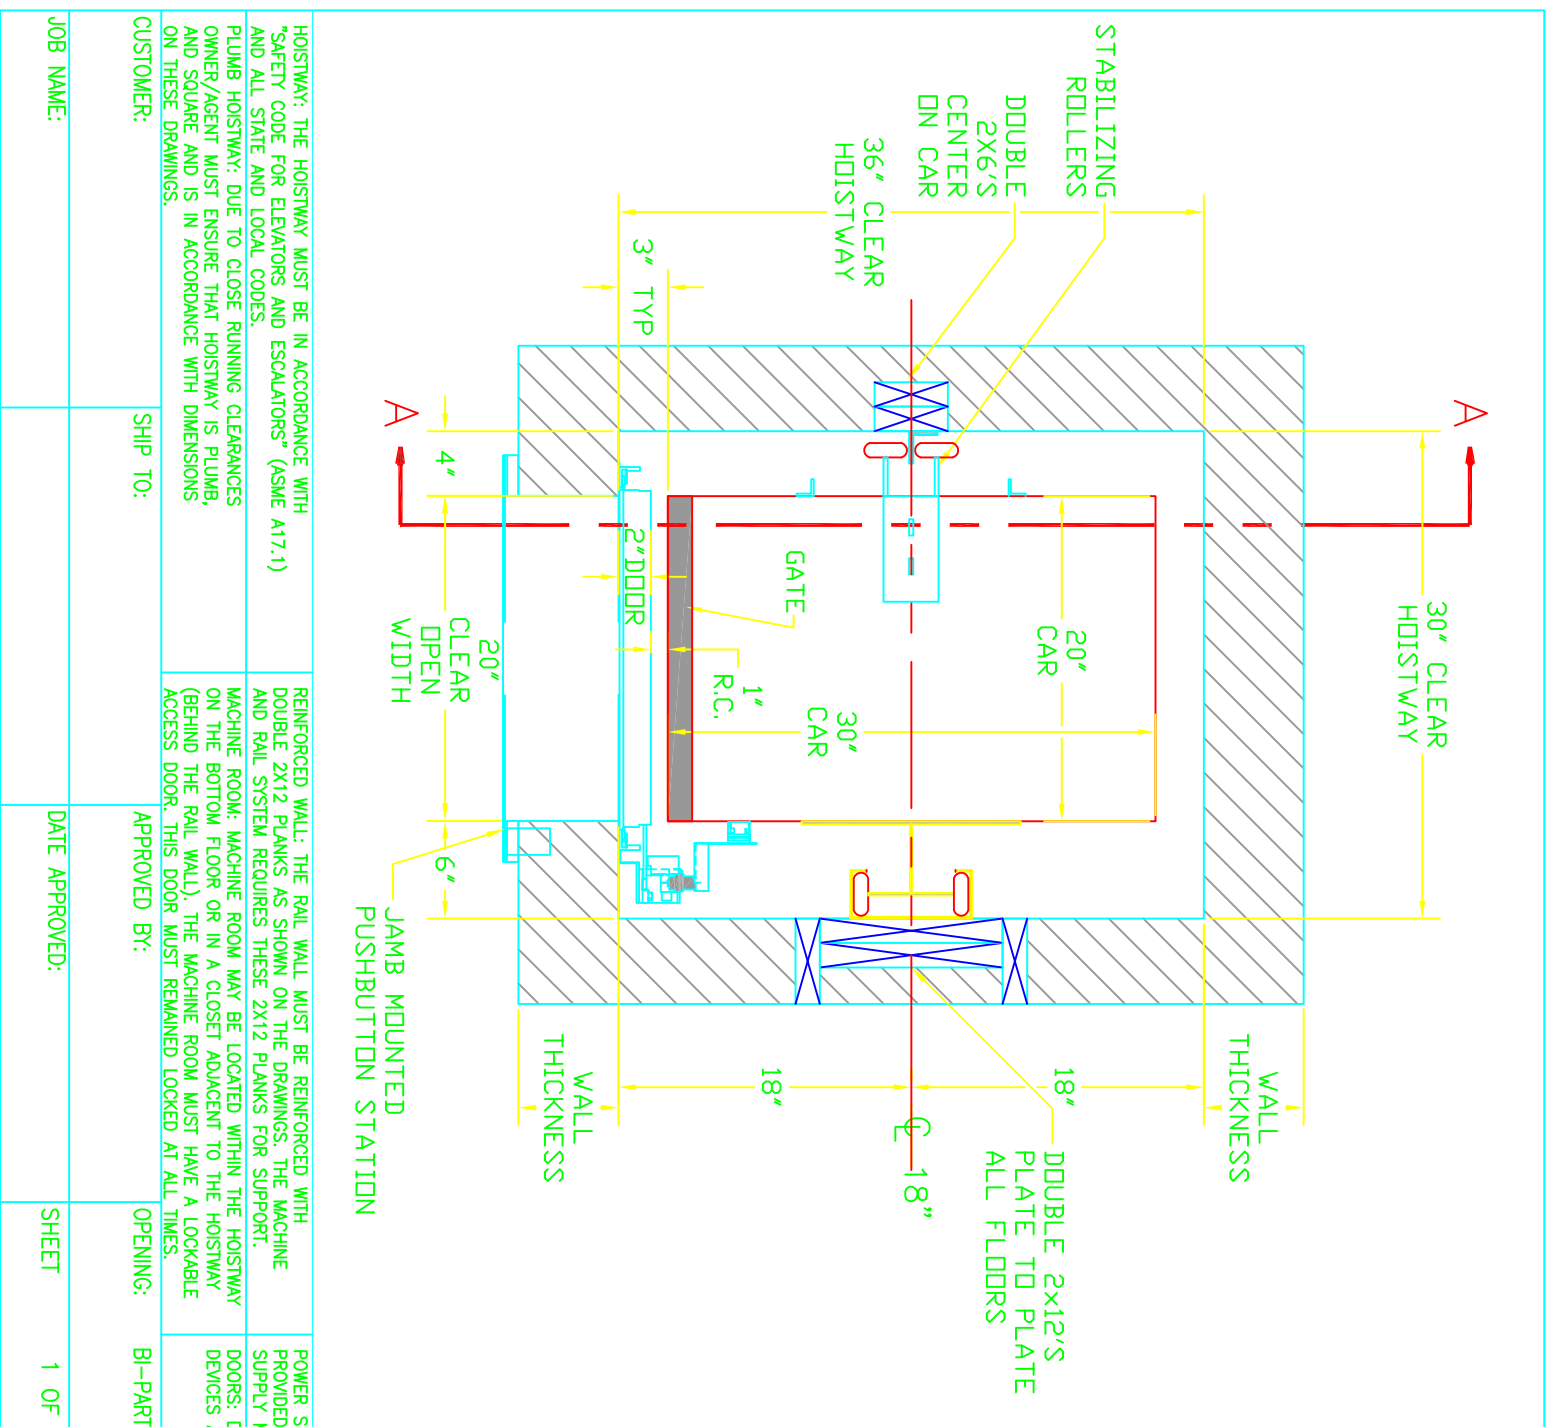 A
A
30" CLEAR
HOISTWAY
WALL
THICKNESS
STABILIZING
ROLLERS
DOUBLE
2X6'S
CENTER
ON CAR
36" CLEAR
HOISTWAY
3" TYP
20"
CAR
30"
CAR
GATE
1"
R.C.
2"DOOR
4"
20"
CLEAR
OPEN
WIDTH
6"
18"
18"
℄ 18"
DOUBLE 2x12'S
PLATE TO PLATE
ALL FLOORS
WALL
THICKNESS
JAMB MOUNTED
PUSHBUTTON STATION
HOISTWAY: THE HOISTWAY MUST BE IN ACCORDANCE WITH
"SAFETY CODE FOR ELEVATORS AND ESCALATORS" (ASME A17.1)
AND ALL STATE AND LOCAL CODES.
PLUMB HOISTWAY: DUE TO CLOSE RUNNING CLEARANCES
OWNER/AGENT MUST ENSURE THAT HOISTWAY IS PLUMB,
AND SQUARE AND IS IN ACCORDANCE WITH DIMENSIONS
ON THESE DRAWINGS.
REINFORCED WALL: THE RAIL WALL MUST BE REINFORCED WITH
DOUBLE 2X12 PLANKS AS SHOWN ON THE DRAWINGS. THE MACHINE
AND RAIL SYSTEM REQUIRES THESE 2X12 PLANKS FOR SUPPORT.
MACHINE ROOM: MACHINE ROOM MAY BE LOCATED WITHIN THE HOISTWAY
ON THE BOTTOM FLOOR OR IN A CLOSET ADJACENT TO THE HOISTWAY
(BEHIND THE RAIL WALL). THE MACHINE ROOM MUST HAVE A LOCKABLE
ACCESS DOOR. THIS DOOR MUST REMAINED LOCKED AT ALL TIMES.
POWER S
PROVIDED
SUPPLY
DOORS:
DEVICES
CUSTOMER:
SHIP TO:
APPROVED BY:
OPENING: BI-PART
JOB NAME:
DATE APPROVED:
SHEET 1 OF